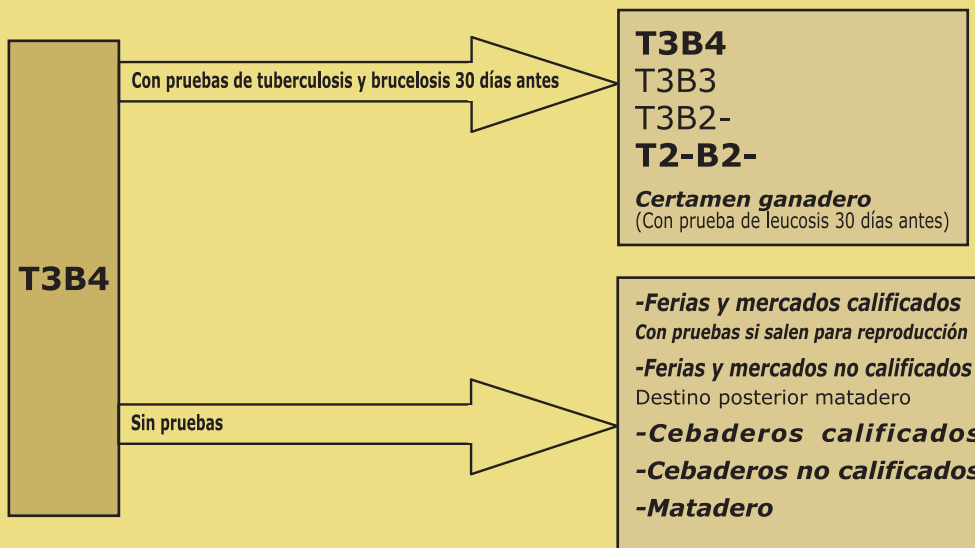 T3B4
Con pruebas de tuberculosis y brucelosis 30 días antes
T3B4
T3B3
T3B2-
T2-B2-
Certamen ganadero
(Con prueba de leucosis 30 días antes)
Sin pruebas
-Ferias y mercados calificados
Con pruebas si salen para reproducción
-Ferias y mercados no calificados
Destino posterior matadero
-Cebaderos calificados
-Cebaderos no calificados
-Matadero